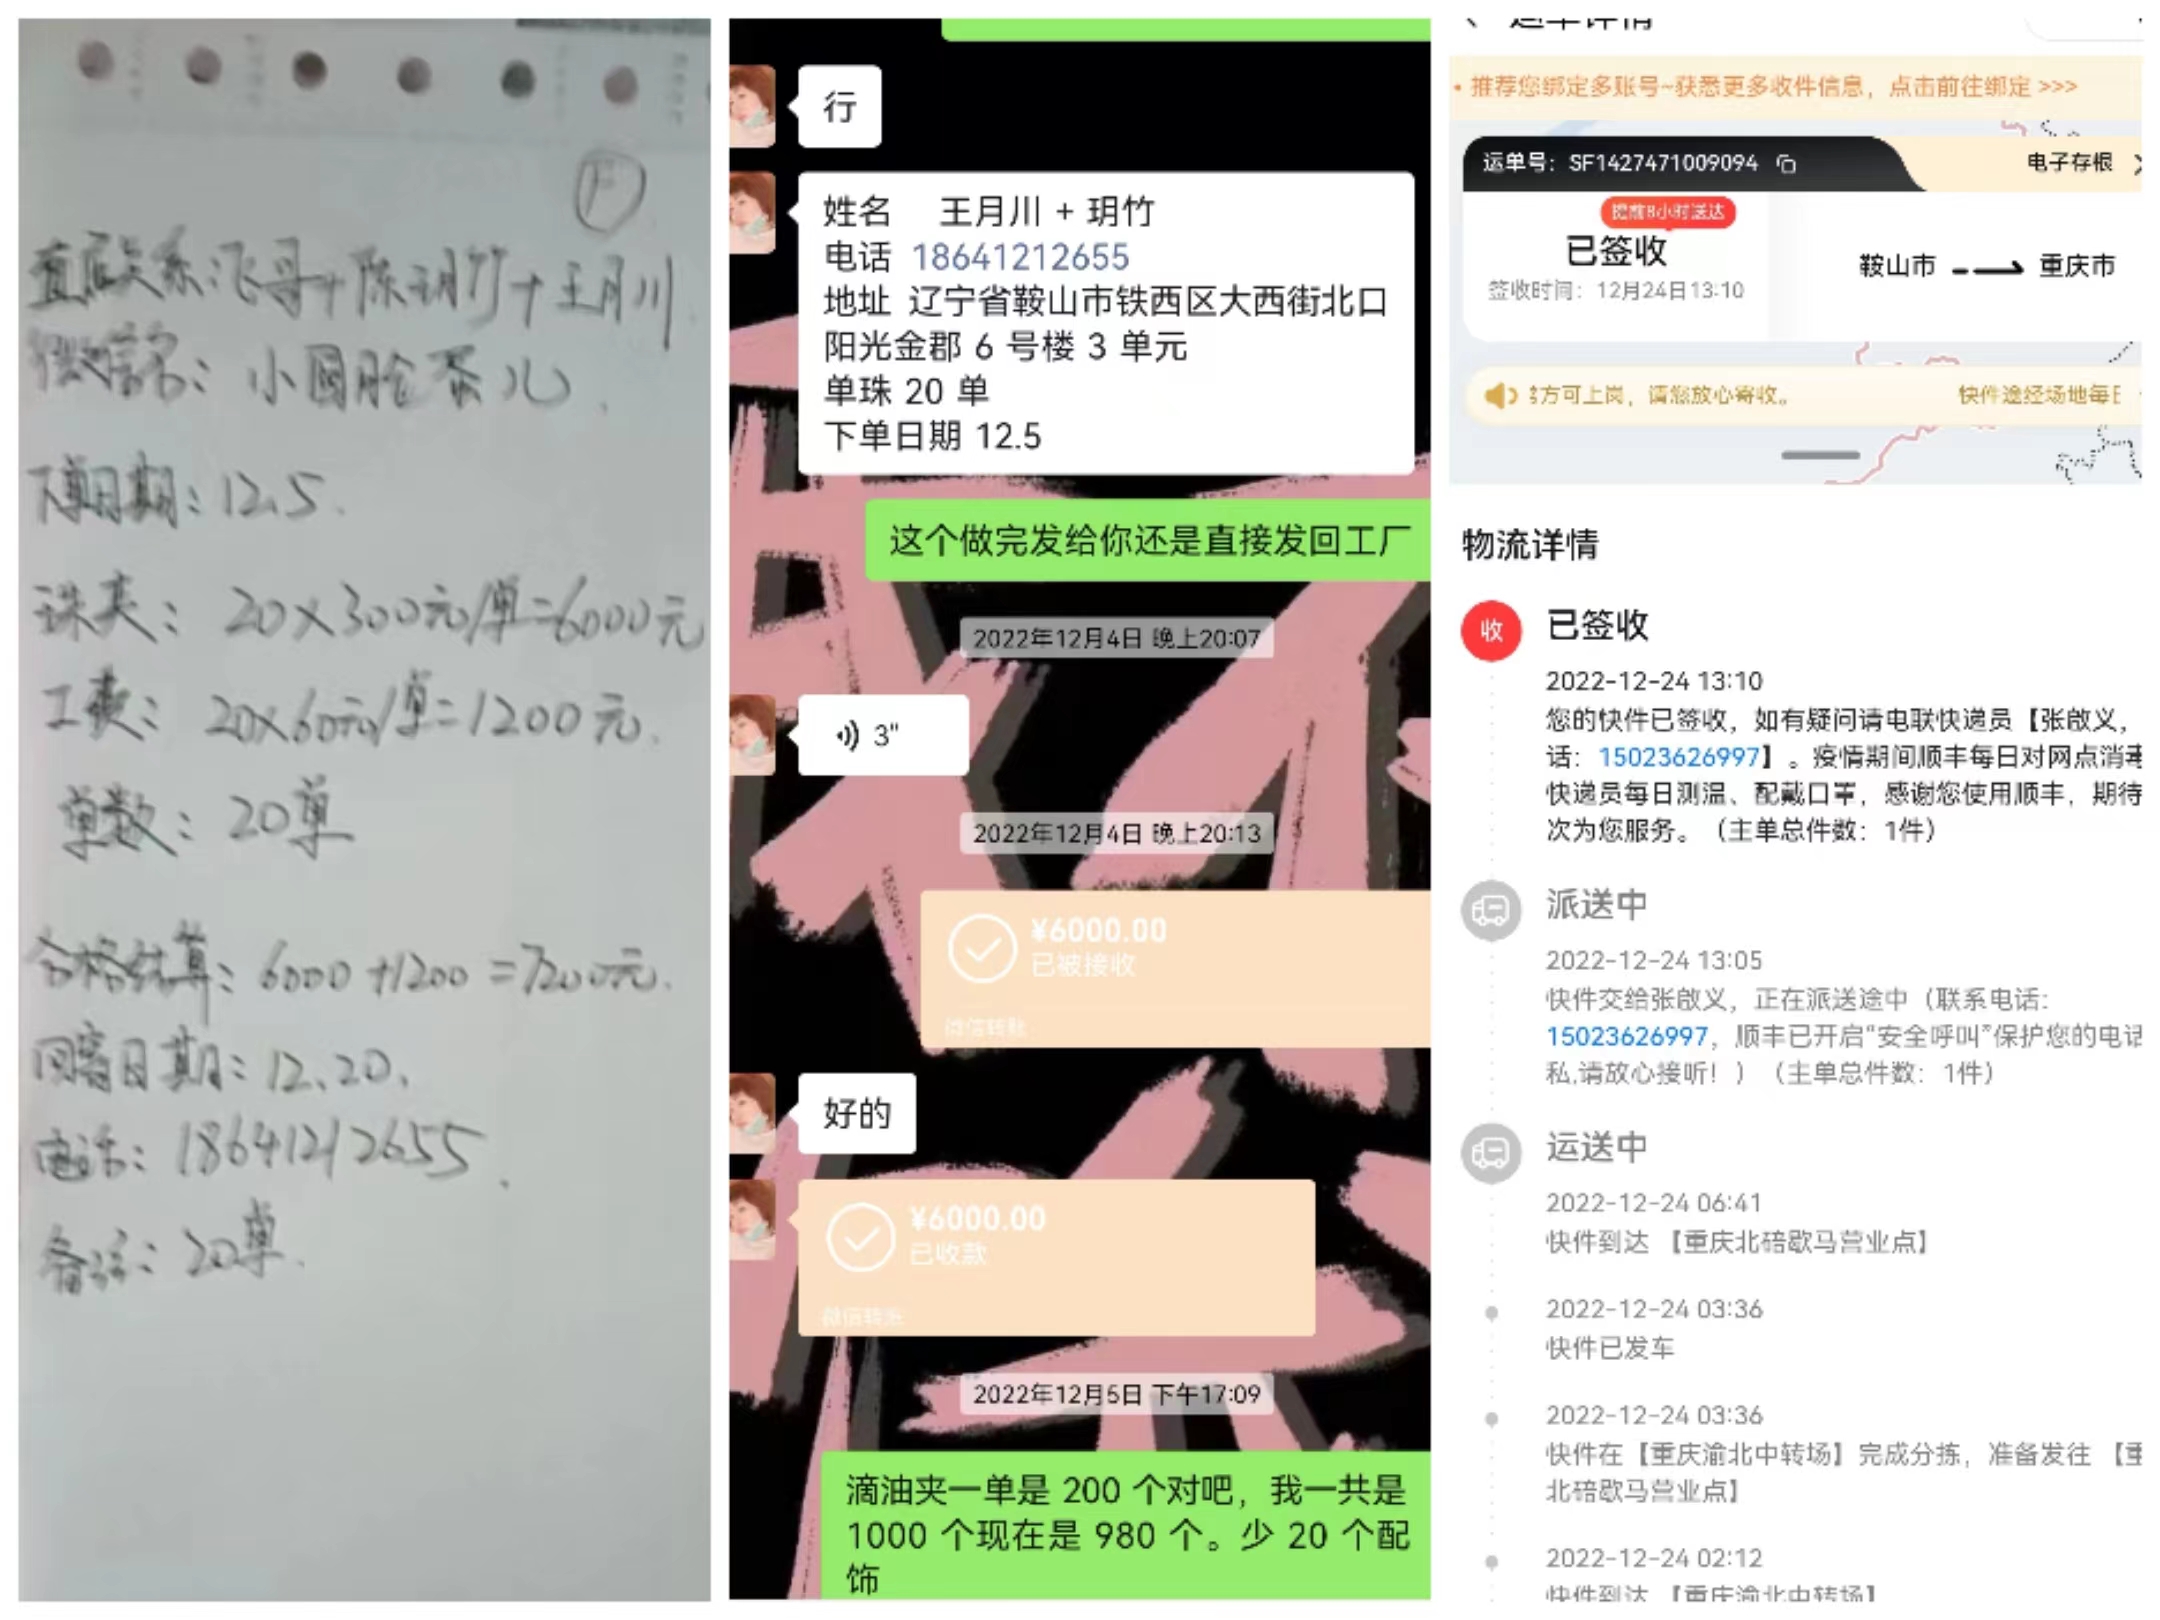 直属关系:飞哥+陈玥竹+王月川
微信名:小圆脸蛋儿.
下单日期:12.5.
珠夹:20×300元/单=6000元
工费:20×60元/单=1200元.
单数:20单
合格结算:6000+1200=7200元.
回寄日期:12.20.
电话:18641212655.
备注:20单.
行
姓名 王月川 + 玥竹
电话 18641212655
地址 辽宁省鞍山市铁西区大西街北口
阳光金郡 6 号楼 3 单元
单珠 20 单
下单日期 12.5
这个做完发给你还是直接发回工厂
2022年12月4日 晚上20:07
3"
2022年12月4日 晚上20:13
¥6000.00
已被接收
微信转账
好的
¥6000.00
已收款
微信转账
2022年12月5日 下午17:09
滴油夹一单是 200 个对吧，我一共是
1000 个现在是 980 个。少 20 个配
饰
运单详情
• 推荐您绑定多账号~获悉更多收件信息，点击前往绑定 >>>
运单号：SF1427471009094
电子存根
提前8小时送达
已签收
签收时间：12月24日13:10
鞍山市
重庆市
方可上岗，请您放心寄收。
快件途经场地每日
物流详情
收
已签收
2022-12-24 13:10
您的快件已签收，如有疑问请电联快递员【张啟义，
话：15023626997】。疫情期间顺丰每日对网点消毒
快递员每日测温、配戴口罩，感谢您使用顺丰，期待
次为您服务。（主单总件数：1件）
派送中
2022-12-24 13:05
快件交给张啟义，正在派送途中（联系电话：
15023626997，顺丰已开启“安全呼叫”保护您的电话
私,请放心接听！）（主单总件数：1件）
运送中
2022-12-24 06:41
快件到达 【重庆北碚歇马营业点】
2022-12-24 03:36
快件已发车
2022-12-24 03:36
快件在【重庆渝北中转场】完成分拣，准备发往 【重
北碚歇马营业点】
2022-12-24 02:12
快件到达 【重庆渝北中转场】